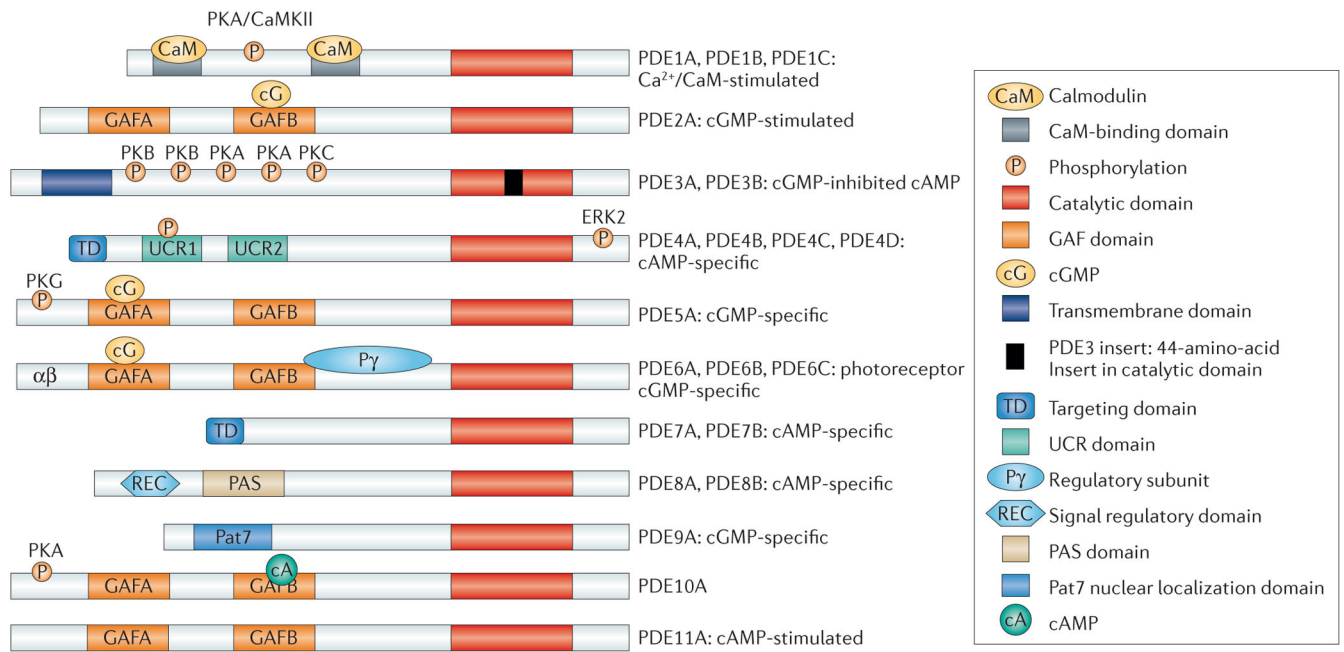 PKA/CaMKII
CaM P CaM
PDE1A, PDE1B, PDE1C:
Ca²⁺/CaM-stimulated
cG
GAFA GAFB
PDE2A: cGMP-stimulated
PKB PKB PKA PKA PKC
P P P P P
PDE3A, PDE3B: cGMP-inhibited cAMP
ERK2
P P
TD UCR1 UCR2
PDE4A, PDE4B, PDE4C, PDE4D:
cAMP-specific
PKG
P cG
GAFA GAFB
PDE5A: cGMP-specific
cG Pγ
αβ GAFA GAFB
PDE6A, PDE6B, PDE6C: photoreceptor
cGMP-specific
TD
PDE7A, PDE7B: cAMP-specific
REC PAS
PDE8A, PDE8B: cAMP-specific
Pat7
PDE9A: cGMP-specific
PKA
P cA
GAFA GAFB
PDE10A
GAFA GAFB
PDE11A: cAMP-stimulated
CaM Calmodulin
CaM-binding domain
P Phosphorylation
Catalytic domain
GAF domain
cG cGMP
Transmembrane domain
PDE3 insert: 44-amino-acid
Insert in catalytic domain
TD Targeting domain
UCR domain
Pγ Regulatory subunit
REC Signal regulatory domain
PAS domain
Pat7 nuclear localization domain
cA cAMP